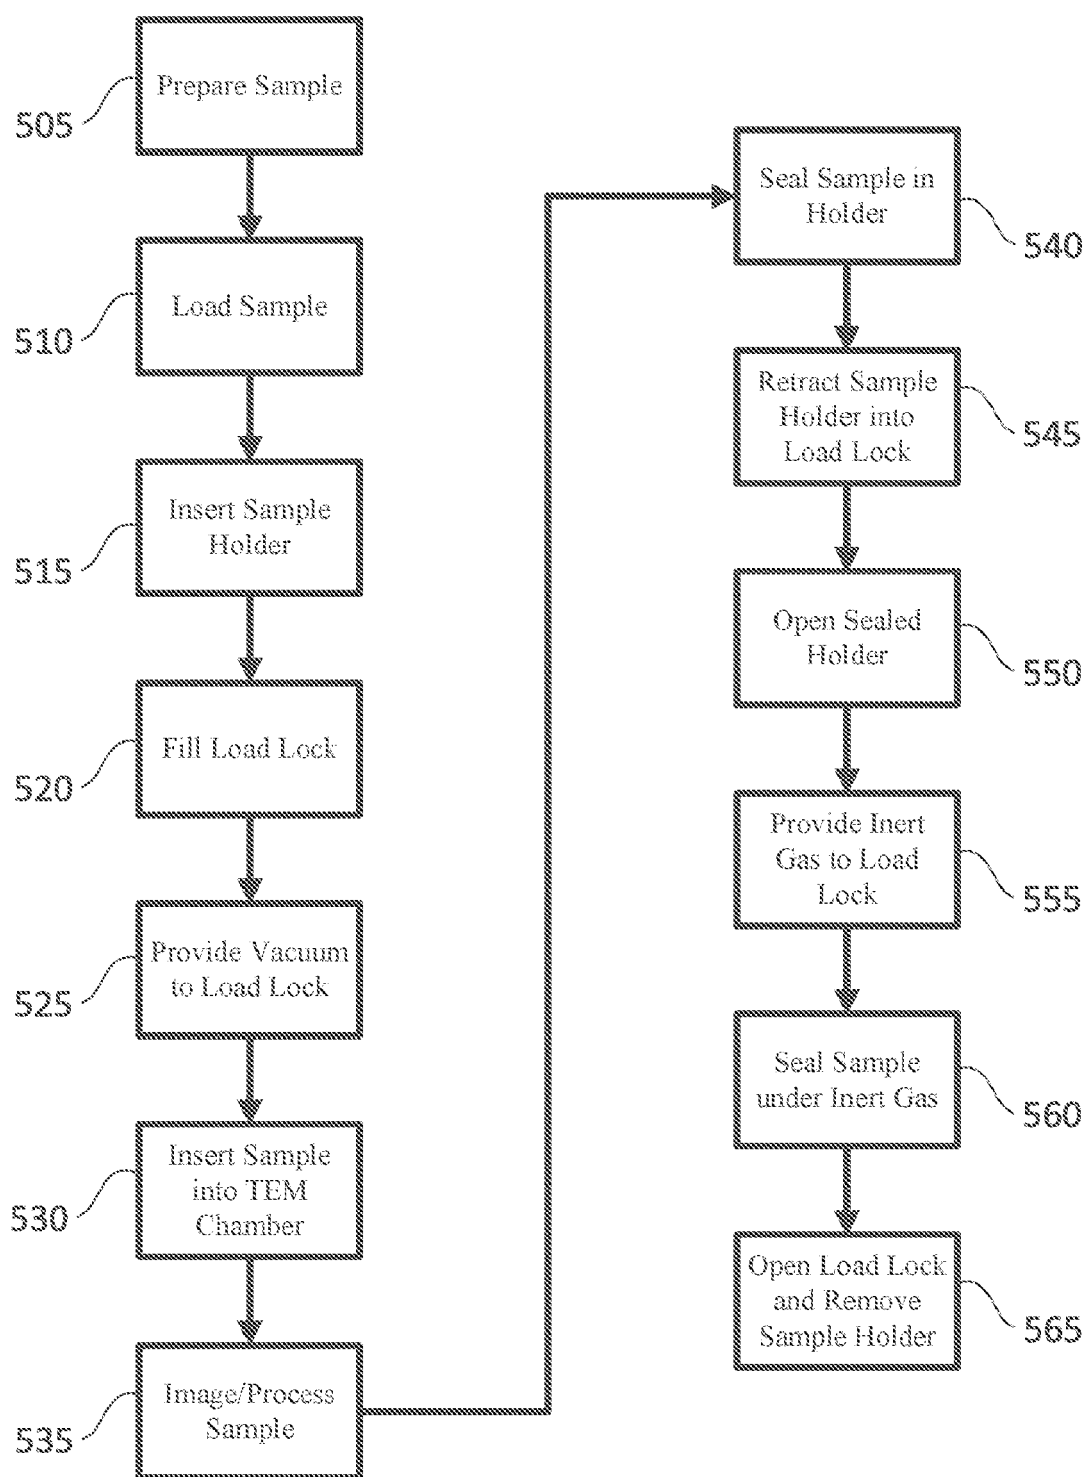 505
Prepare Sample
510
Load Sample
515
Insert Sample
Holder
520
Fill Load Lock
525
Provide Vacuum
to Load Lock
530
Insert Sample
into TEM
Chamber
535
Image/Process
Sample
Seal Sample in
Holder
540
Retract Sample
Holder into
Load Lock
545
Open Sealed
Holder
550
Provide Inert
Gas to Load
Lock
555
Seal Sample
under Inert Gas
560
Open Load Lock
and Remove
Sample Holder
565